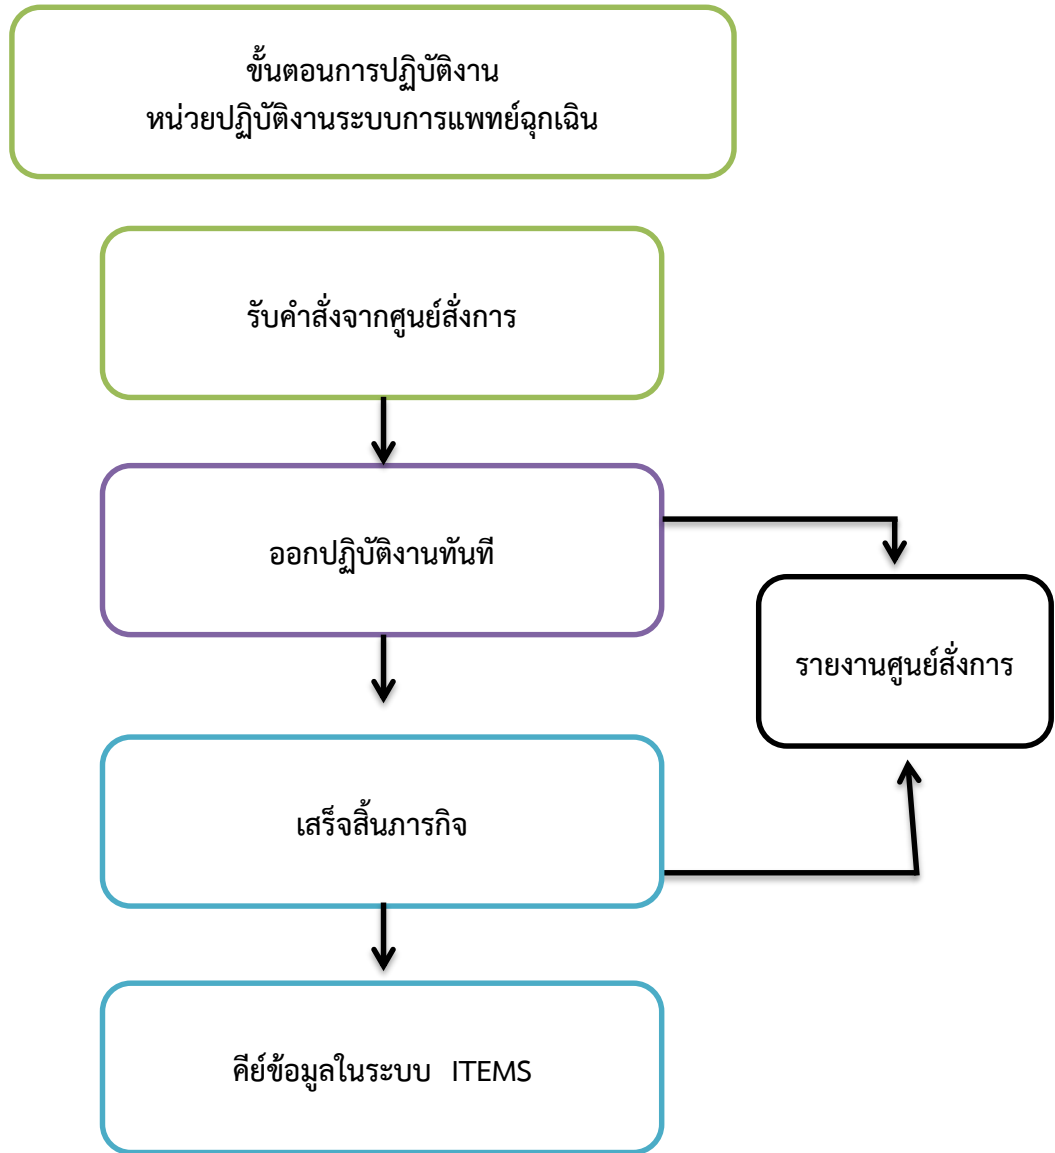 ขั้นตอนการปฏิบัติงาน
หน่วยปฏิบัติงานระบบการแพทย์ฉุกเฉิน
รับคำสั่งจากศูนย์สั่งการ
ออกปฏิบัติงานทันที
รายงานศูนย์สั่งการ
เสร็จสิ้นภารกิจ
คีย์ข้อมูลในระบบ ITEMS